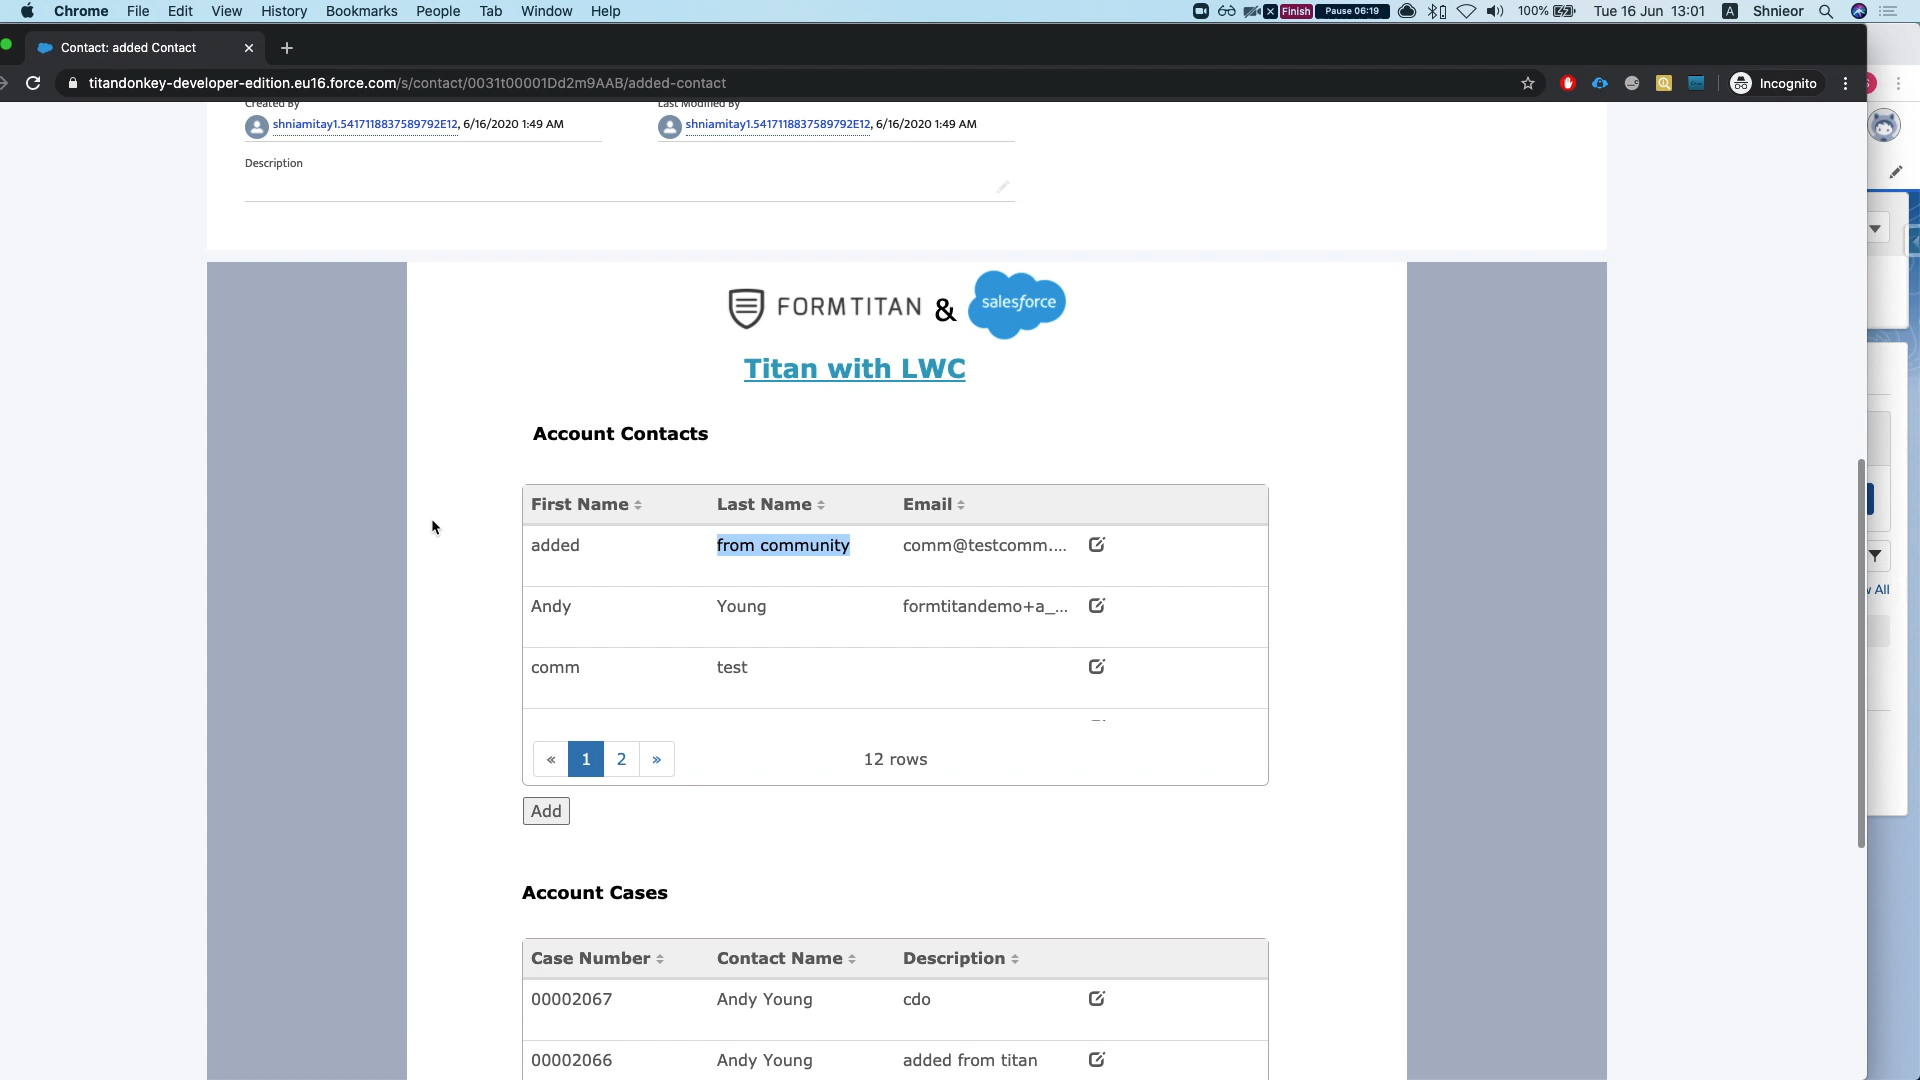 Chrome File Edit View History Bookmarks People Tab Window Help Finish Pause 06:19 100% Tue 16 Jun 13:01 A Shnieor
Contact: added Contact
titandonkey-developer-edition.eu16.force.com/s/contact/0031t00001Dd2m9AAB/added-contact Incognito
Created By Last Modified By
shniamitay1.5417118837589792E12, 6/16/2020 1:49 AM shniamitay1.5417118837589792E12, 6/16/2020 1:49 AM
Description
FORMTITAN & salesforce
Titan with LWC
Account Contacts
First Name Last Name Email
added from community comm@testcomm....
Andy Young formtitandemo+a_...
w All
comm test
« 1 2 » 12 rows
Add
Account Cases
Case Number Contact Name Description
00002067 Andy Young cdo
00002066 Andy Young added from titan